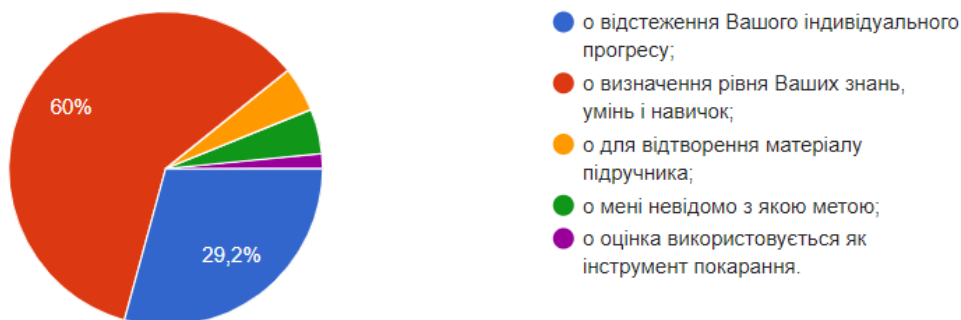 60%
29,2%
о відстеження Вашого індивідуального
прогресу;
о визначення рівня Ваших знань,
умінь і навичок;
о для відтворення матеріалу
підручника;
о мені невідомо з якою метою;
о оцінка використовується як
інструмент покарання.